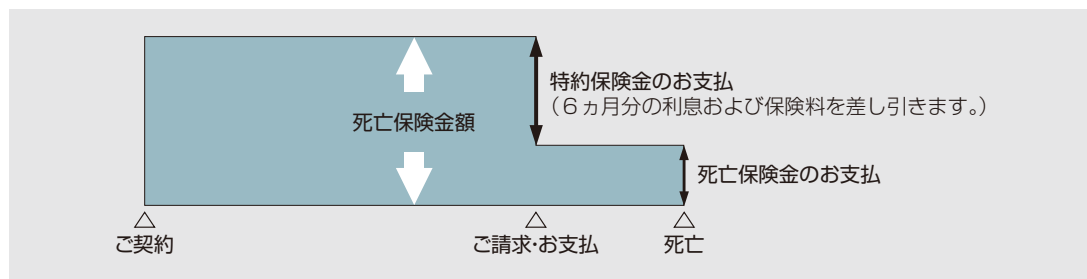 特約保険金のお支払
(6ヵ月分の利息および保険料を差し引きます。)
死亡保険金額
死亡保険金のお支払
ご契約
ご請求・お支払
死亡